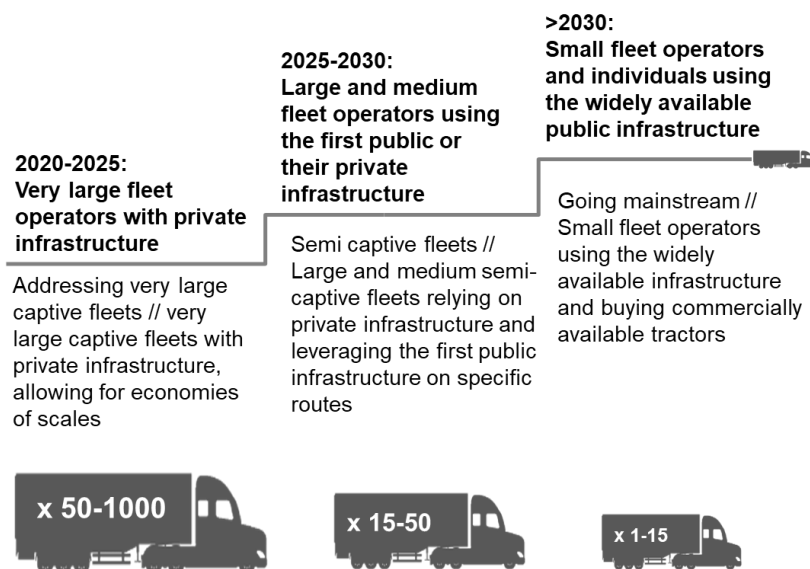 2020-2025:
Very large fleet
operators with private
infrastructure
Addressing very large
captive fleets // very
large captive fleets with
private infrastructure,
allowing for economies
of scales
x 50-1000
2025-2030:
Large and medium
fleet operators using
the first public or
their private
infrastructure
Semi captive fleets //
Large and medium semi-
captive fleets relying on
private infrastructure and
leveraging the first public
infrastructure on specific
routes
x 15-50
>2030:
Small fleet operators
and individuals using
the widely available
public infrastructure
Going mainstream //
Small fleet operators
using the widely
available infrastructure
and buying commercially
available tractors
x 1-15